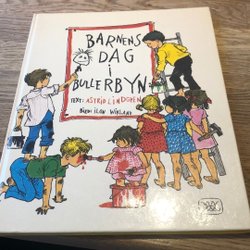 BARNENS
DAG
i
BULLERBYN
TEXT: ASTRID LINDGREN
BILD: ILON WIKLAND